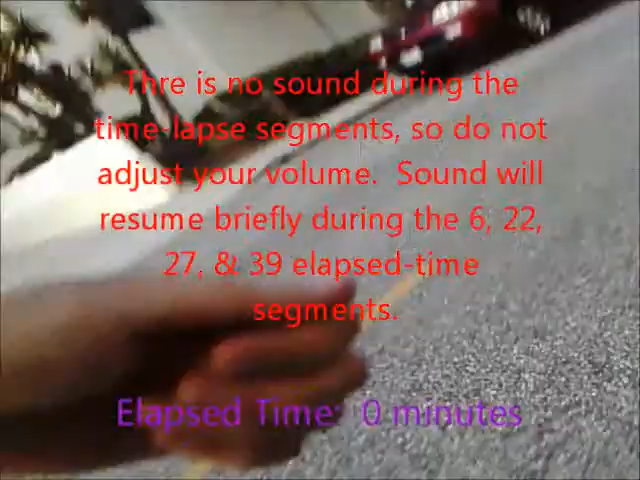 Thre is no sound during the
time-lapse segments, so do not
adjust your volume.  Sound will
resume briefly during the 6, 22,
27, & 39 elapsed-time
segments.
Elapsed Time:  0 minutes